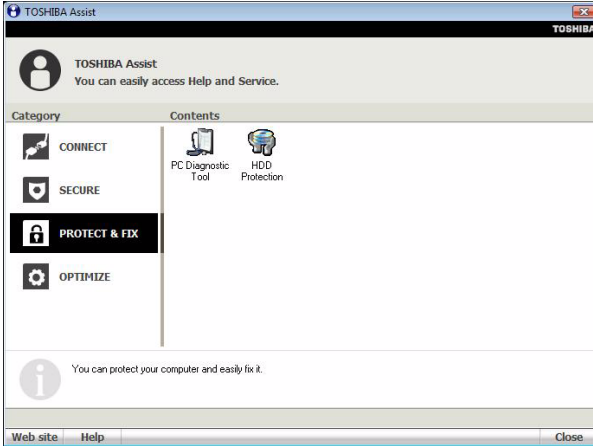 TOSHIBA Assist
TOSHIBA
TOSHIBA Assist
You can easily access Help and Service.
Category
Contents
CONNECT
SECURE
PROTECT & FIX
OPTIMIZE
PC Diagnostic
Tool
HDD
Protection
You can protect your computer and easily fix it.
Web site
Help
Close